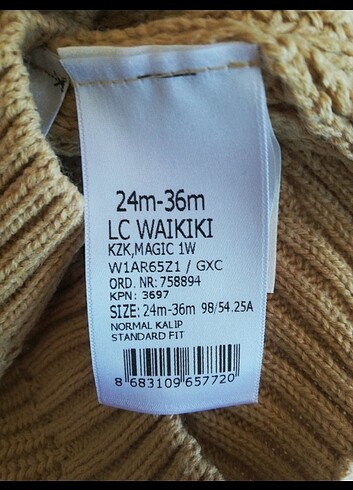 24m-36m
LC WAIKIKI
KZK,MAGIC 1W
W1AR65Z1 / GXC
ORD. NR: 758894
KPN: 3697
SIZE: 24m-36m 98/54.25A
NORMAL KALIP
STANDARD FIT
8 683109 657720